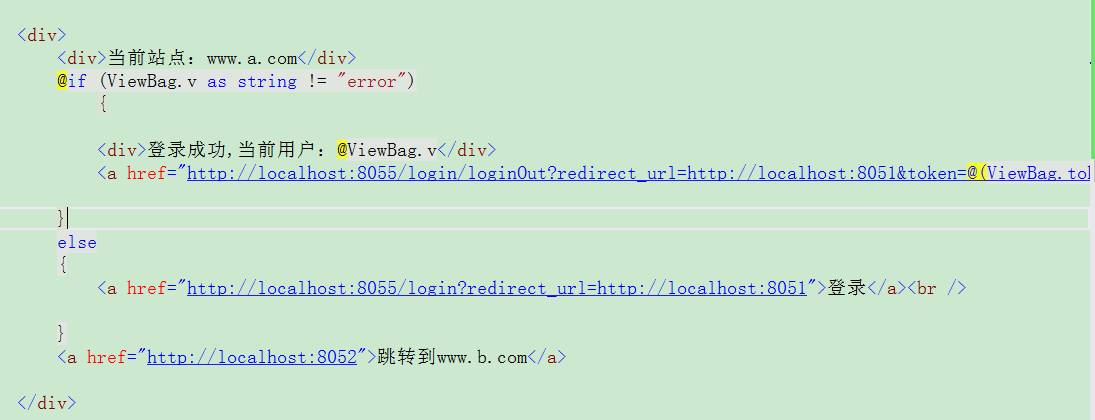 <div>
<div>当前站点：www.a.com</div>
@if (ViewBag.v as string != "error")
{
<div>登录成功,当前用户：@ViewBag.v</div>
<a href="http://localhost:8055/login/loginOut?redirect_url=http://localhost:8051&token=@(ViewBag.tok
}
else
{
<a href="http://localhost:8055/login?redirect_url=http://localhost:8051">登录</a><br />
}
<a href="http://localhost:8052">跳转到www.b.com</a>
</div>